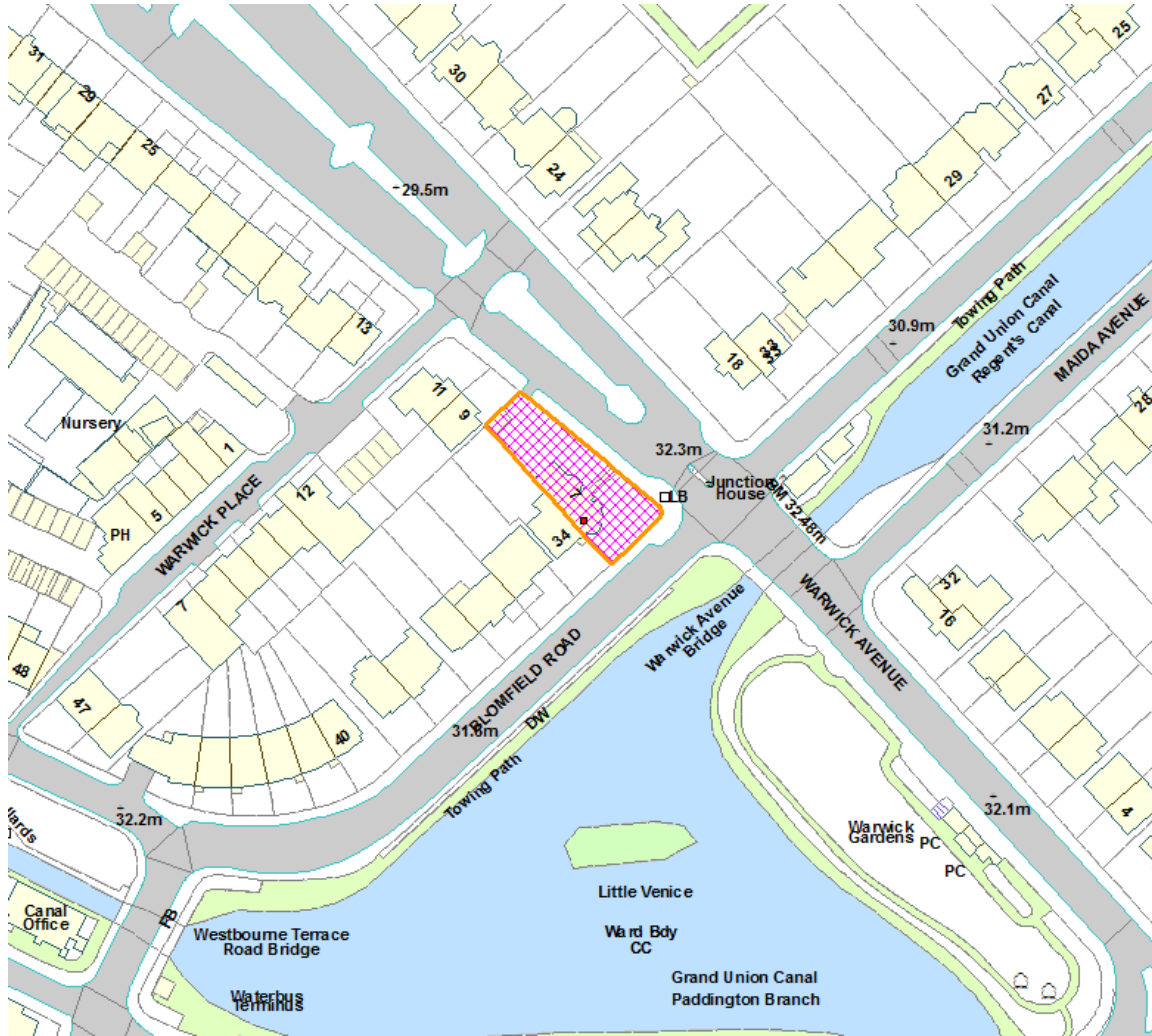 31
29
25
30
24
25
27
29
29.5m
13
18
33
30.9m
Towing Path
Grand Union Canal
Regent's Canal
MAIDA AVENUE
31.2m
28
Nursery
11
9
1
5
PH
12
WARWICK PLACE
7
32.3m
LB
Junction
House
BM 32.48m
7
34
48
47
40
BLOMFIELD ROAD
31.8m
DW
Towing Path
Warwick Avenue
Bridge
WARWICK AVENUE
32
16
32.1m
4
Warwick
Gardens
PC
PC
32.2m
Canal
Office
FB
Westbourne Terrace
Road Bridge
Waterbus
Terminus
Little Venice
Ward Bdy
CC
Grand Union Canal
Paddington Branch